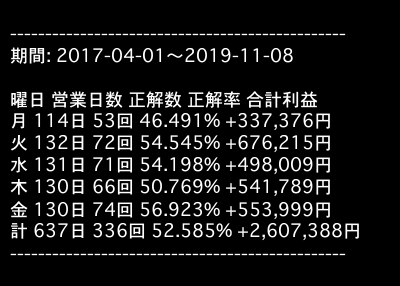 ------------------------------------------------
期間: 2017-04-01～2019-11-08
曜日 営業日数 正解数 正解率 合計利益
月 114日 53回 46.491% +337,376円
火 132日 72回 54.545% +676,215円
水 131日 71回 54.198% +498,009円
木 130日 66回 50.769% +541,789円
金 130日 74回 56.923% +553,999円
計 637日 336回 52.585% +2,607,388円
------------------------------------------------